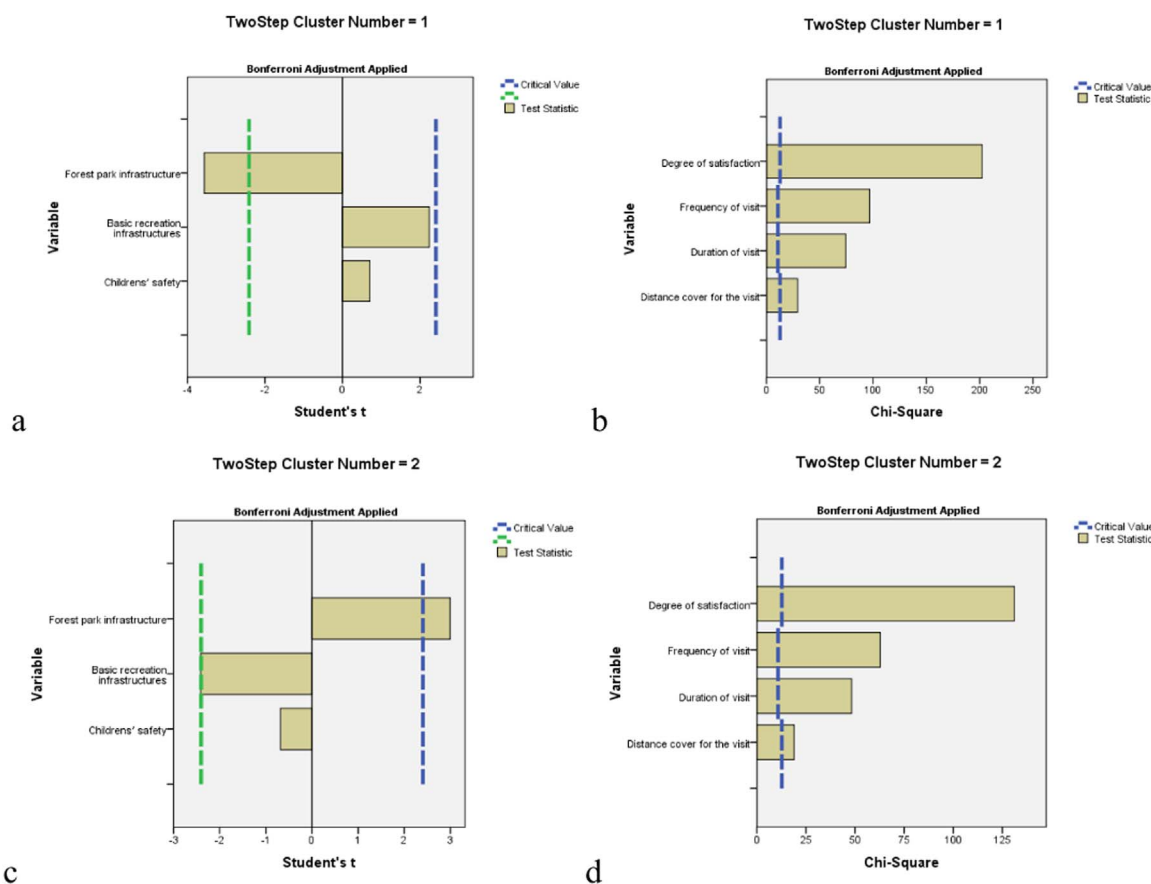 TwoStep Cluster Number = 1
Bonferroni Adjustment Applied
Critical Value
Test Statistic
Variable
Forest park infrastructure
Basic recreation
infrastructures
Childrens' safety
-4
-2
0
2
Student's t
a
TwoStep Cluster Number = 1
Bonferroni Adjustment Applied
Critical Value
Test Statistic
Variable
Degree of satisfaction
Frequency of visit
Duration of visit
Distance cover for the visit
0
50
100
150
200
250
Chi-Square
b
TwoStep Cluster Number = 2
Bonferroni Adjustment Applied
Critical Value
Test Statistic
Variable
Forest park infrastructure
Basic recreation
infrastructures
Childrens' safety
-3
-2
-1
0
1
2
3
Student's t
c
TwoStep Cluster Number = 2
Bonferroni Adjustment Applied
Critical Value
Test Statistic
Variable
Degree of satisfaction
Frequency of visit
Duration of visit
Distance cover for the visit
0
25
50
75
100
125
Chi-Square
d